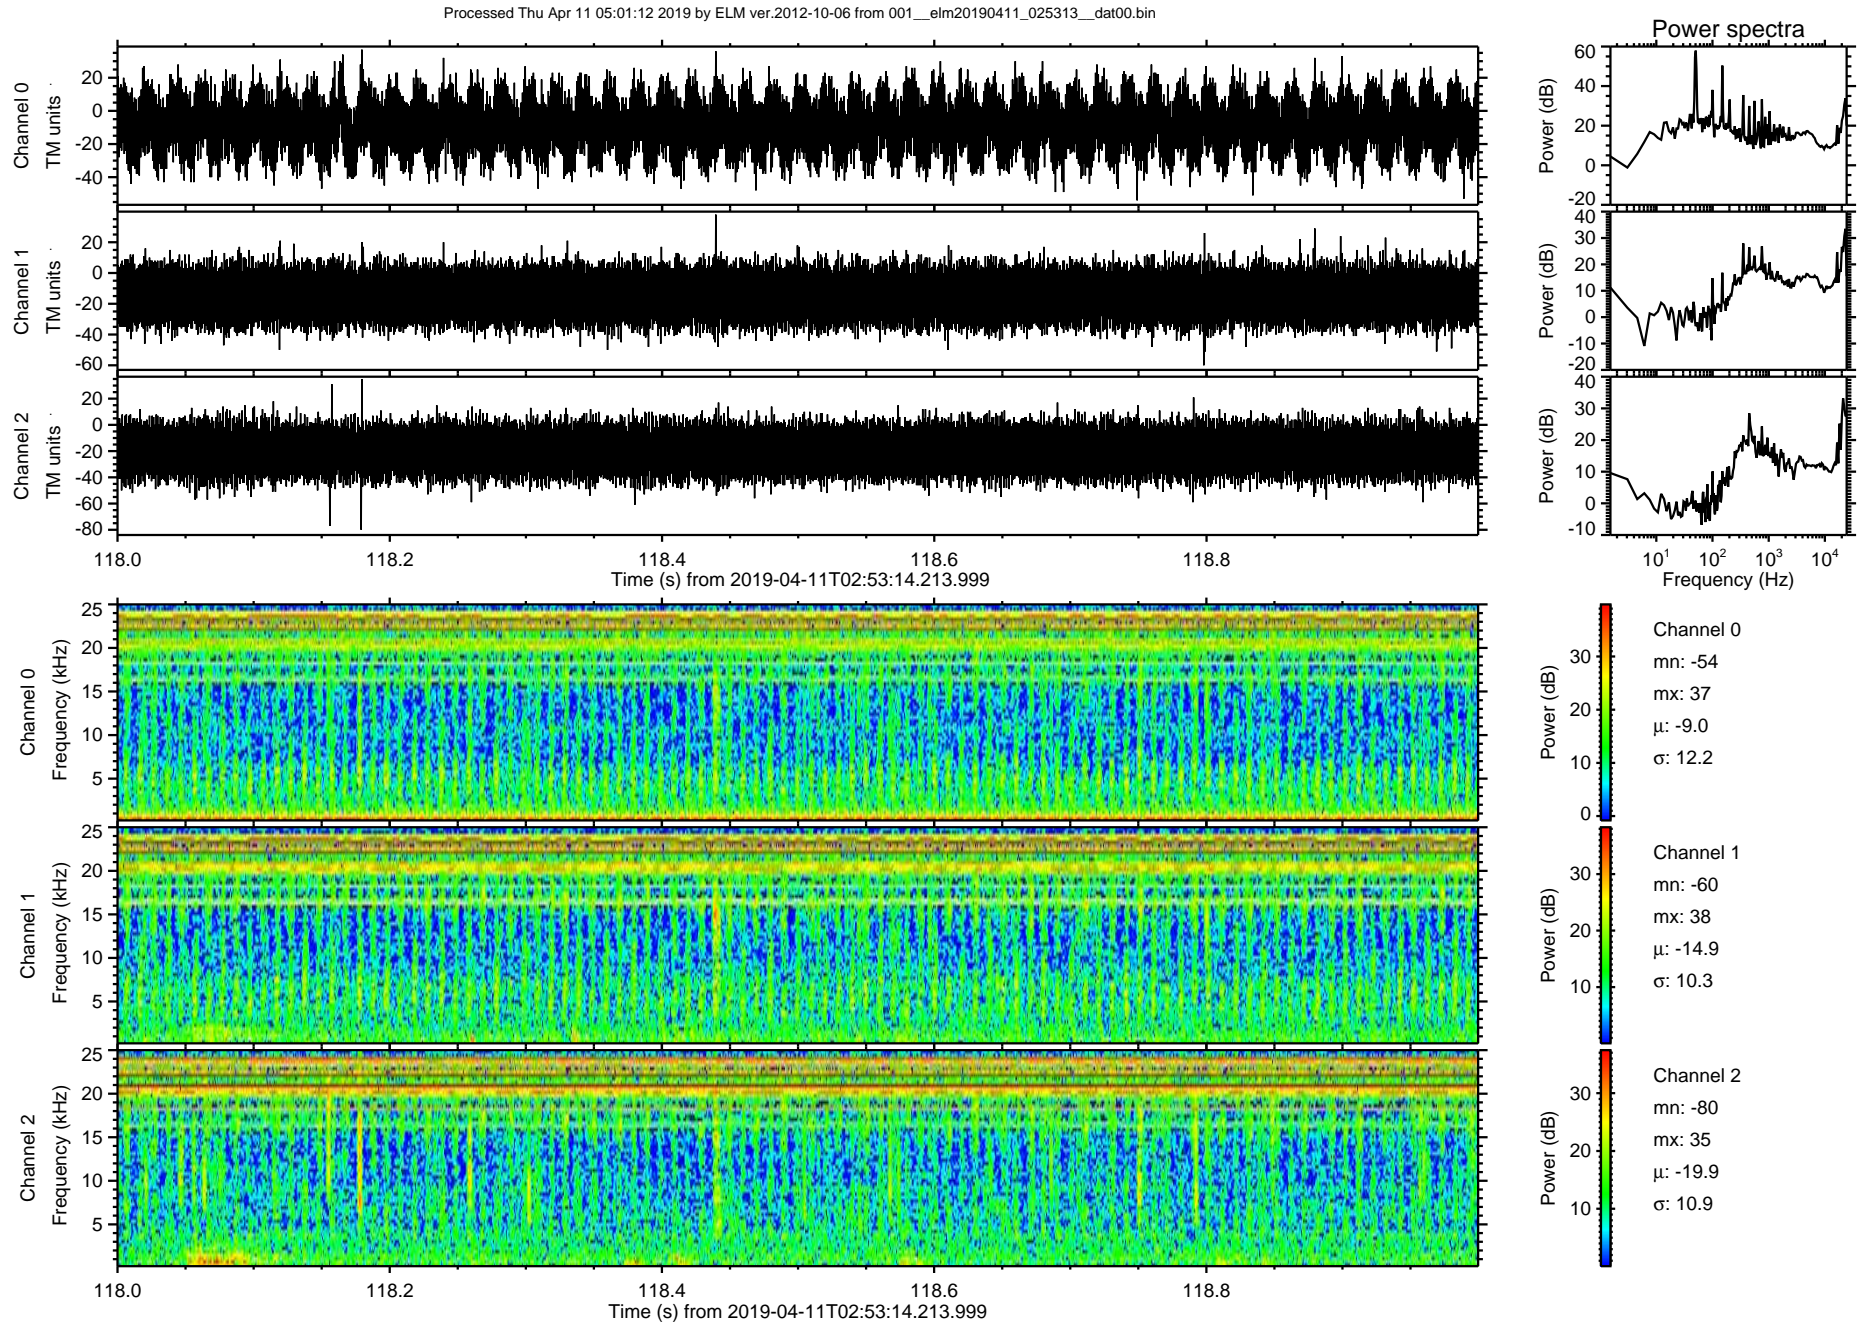 Processed Thu Apr 11 05:01:12 2019 by ELM ver.2012-10-06 from 001__elm20190411_025313__dat00.bin
Power spectra
Channel 0
TM units
20
0
-20
-40
Power (dB)
60
40
20
0
-20
Channel 1
TM units
20
0
-20
-40
-60
Power (dB)
40
30
20
10
0
-10
-20
Channel 2
TM units
20
0
-20
-40
-60
-80
Power (dB)
40
30
20
10
0
-10
118.0 118.2 118.4 118.6 118.8
Time (s) from 2019-04-11T02:53:14.213.999
10^1 10^2 10^3 10^4
Frequency (Hz)
Channel 0
Frequency (kHz)
25
20
15
10
5
Power (dB)
30
20
10
0
Channel 0
mn: -54
mx: 37
μ: -9.0
σ: 12.2
Channel 1
Frequency (kHz)
25
20
15
10
5
Power (dB)
30
20
10
Channel 1
mn: -60
mx: 38
μ: -14.9
σ: 10.3
Channel 2
Frequency (kHz)
25
20
15
10
5
Power (dB)
30
20
10
Channel 2
mn: -80
mx: 35
μ: -19.9
σ: 10.9
118.0 118.2 118.4 118.6 118.8
Time (s) from 2019-04-11T02:53:14.213.999